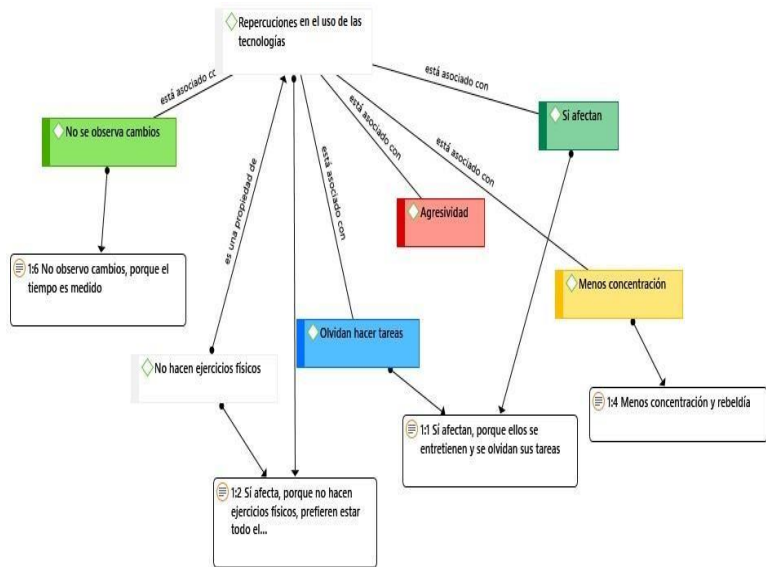 Repercuciones en el uso de las
tecnologías
está asociado co
está asociado con
No se observa cambios
Sí afectan
está asociado con
está asociado con
está asociado con
es una propiedad de
Agresividad
1:6 No observo cambios, porque el
tiempo es medido
Menos concentración
Olvidan hacer tareas
No hacen ejercicios físicos
1:4 Menos concentración y rebeldía
1:1 Sí afectan, porque ellos se
entretienen y se olvidan sus
tareas
1:2 Sí afecta, porque no hacen
ejercicios físicos, prefieren estar
todo el...